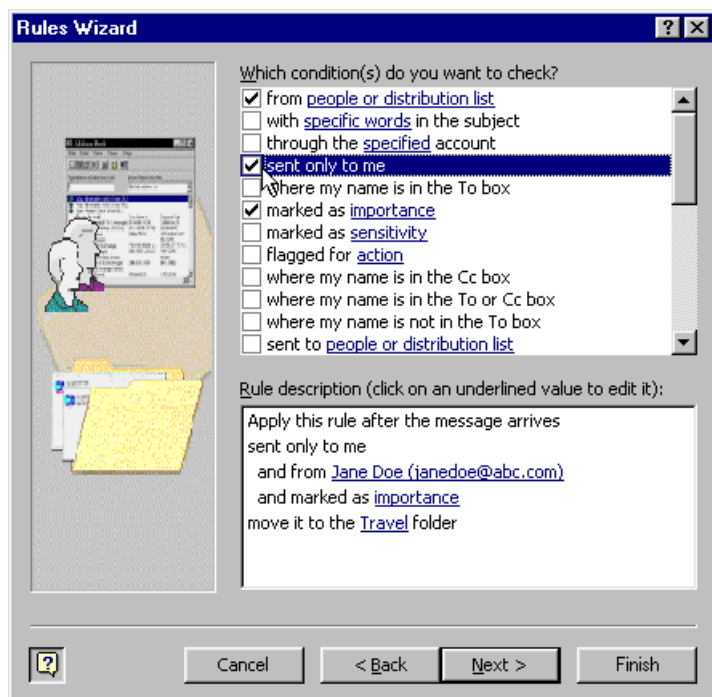 Rules Wizard
Which condition(s) do you want to check?
from people or distribution list
with specific words in the subject
through the specified account
sent only to me
where my name is in the To box
marked as importance
marked as sensitivity
flagged for action
where my name is in the Cc box
where my name is in the To or Cc box
where my name is not in the To box
sent to people or distribution list
Rule description (click on an underlined value to edit it):
Apply this rule after the message arrives
sent only to me
and from Jane Doe (janedoe@abc.com)
and marked as importance
move it to the Travel folder
Cancel
< Back
Next >
Finish